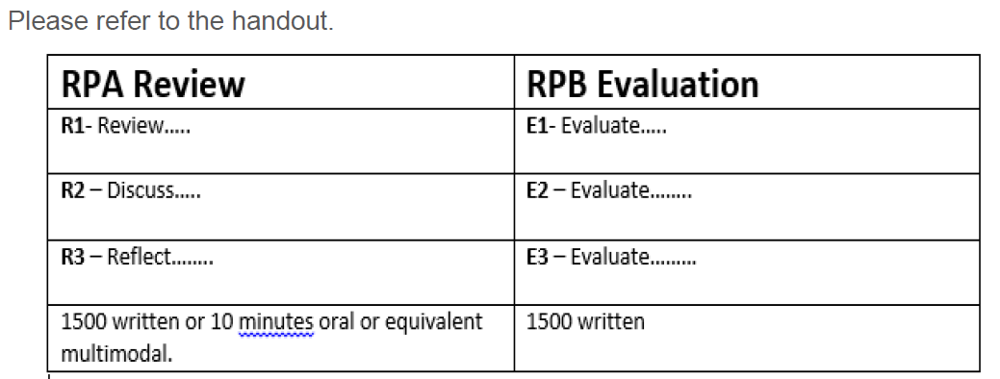 Please refer to the handout.
RPA Review
RPB Evaluation
R1- Review.....
E1- Evaluate.....
R2 – Discuss.....
E2 – Evaluate........
R3 – Reflect........
E3 – Evaluate.........
1500 written or 10 minutes oral or equivalent
multimodal.
1500 written